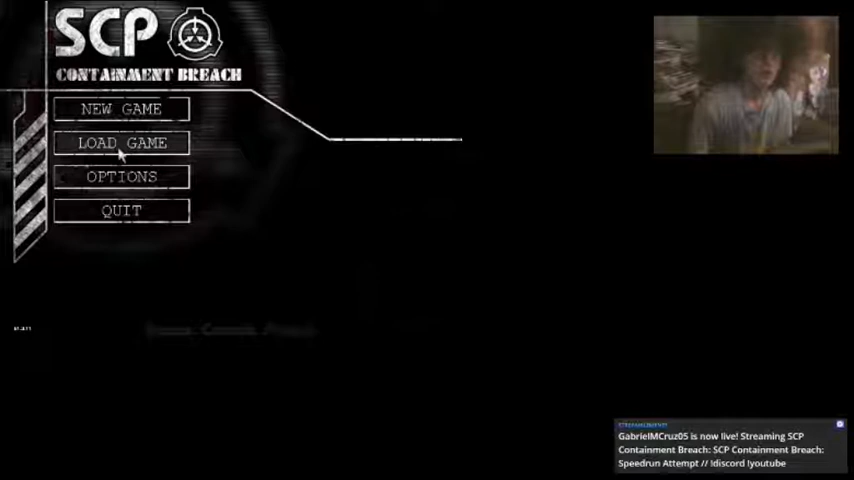 SCP
CONTAINMENT BREACH
NEW GAME
LOAD GAME
OPTIONS
QUIT
GabrielMCruz05 is now live! Streaming SCP
Containment Breach: SCP Containment Breach:
Speedrun Attempt // !discord !youtube